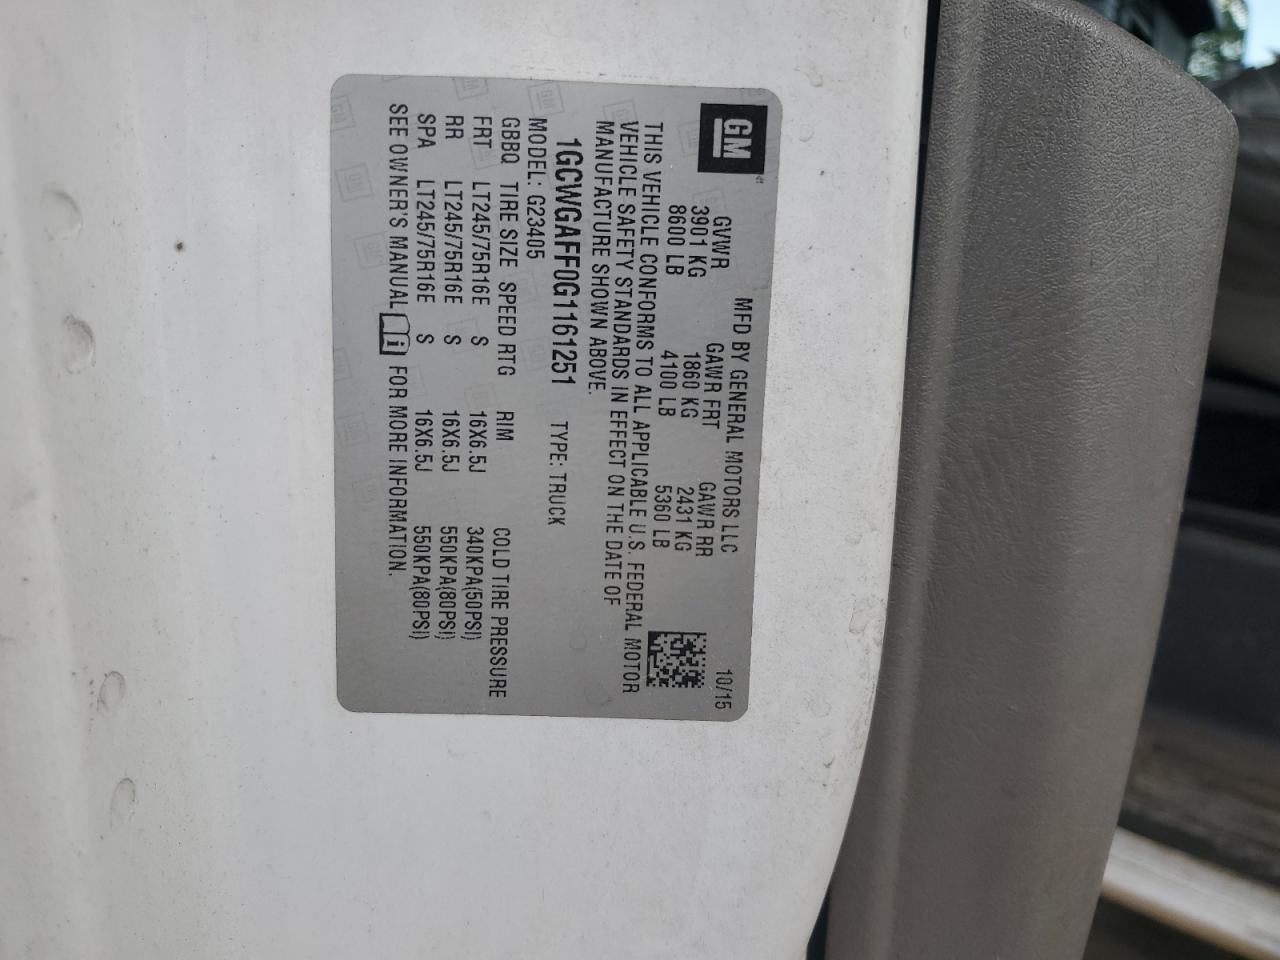 GM
MFD BY GENERAL MOTORS LLC 10/15
GVWR GAWR FRT GAWR RR
3901 KG 1860 KG 2431 KG
8600 LB 4100 LB 5360 LB
THIS VEHICLE CONFORMS TO ALL APPLICABLE U.S. FEDERAL MOTOR
VEHICLE SAFETY STANDARDS IN EFFECT ON THE DATE OF
MANUFACTURE SHOWN ABOVE.
1GCWGAFF0G1161251 TYPE: TRUCK
MODEL: G23405
GBBQ TIRE SIZE SPEED RTG RIM COLD TIRE PRESSURE
FRT LT245/75R16E S 16X6.5J 340KPA(50PSI)
RR LT245/75R16E S 16X6.5J 550KPA(80PSI)
SPA LT245/75R16E S 16X6.5J 550KPA(80PSI)
SEE OWNER'S MANUAL i FOR MORE INFORMATION.